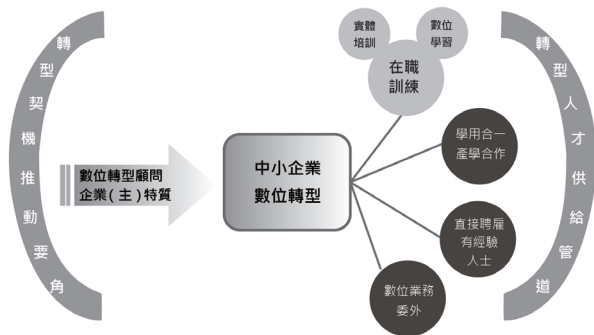 轉型契機推動要角
數位轉型顧問
企業(主)特質
中小企業
數位轉型
實體
培訓
數位
學習
在職
訓練
學用合一
產學合作
直接聘雇
有經驗
人士
數位業務
委外
轉型人才供給管道